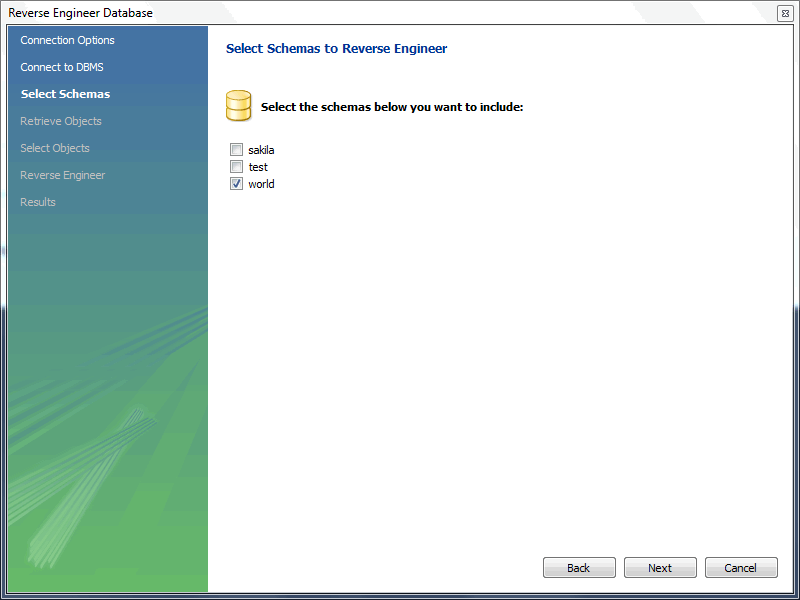 Reverse Engineer Database
Connection Options
Connect to DBMS
Select Schemas
Retrieve Objects
Select Objects
Reverse Engineer
Results
Select Schemas to Reverse Engineer
Select the schemas below you want to include:
sakila
test
world
Back Next Cancel